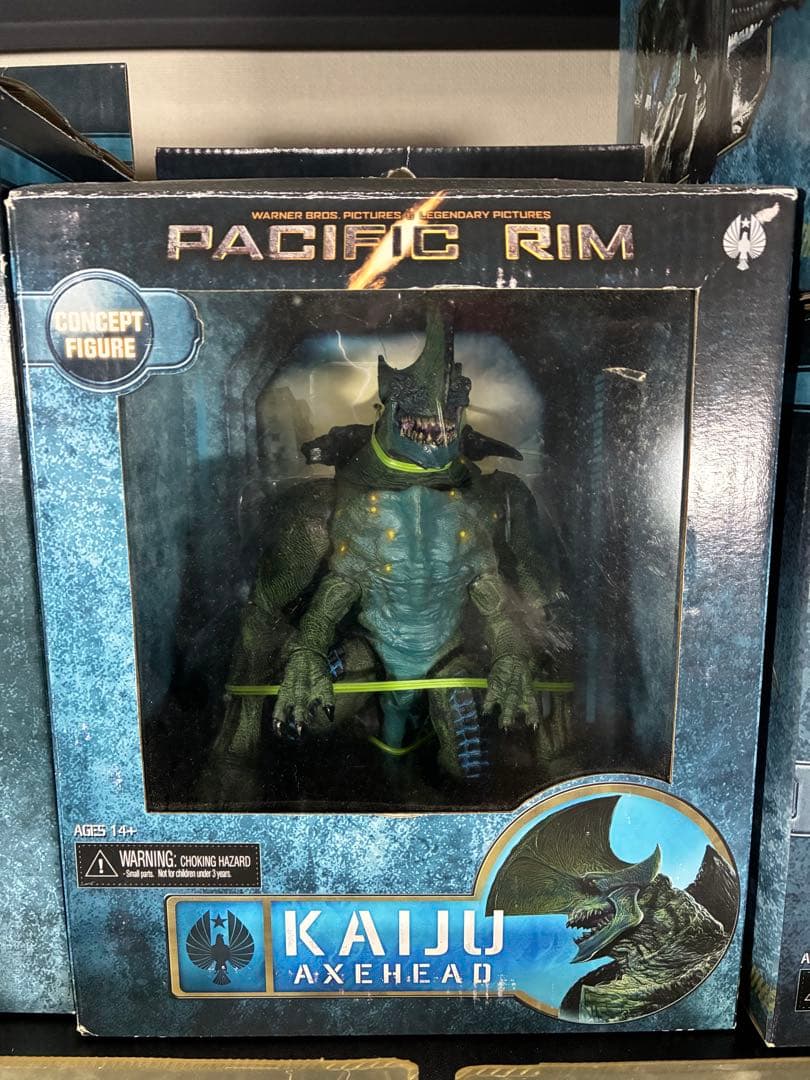 WARNER BROS. PICTURES & LEGENDARY PICTURES
PACIFIC RIM
CONCEPT
FIGURE
AGES 14+
WARNING: CHOKING HAZARD
- Small parts. Not for children under 3 years.
KAIJU
AXEHEAD